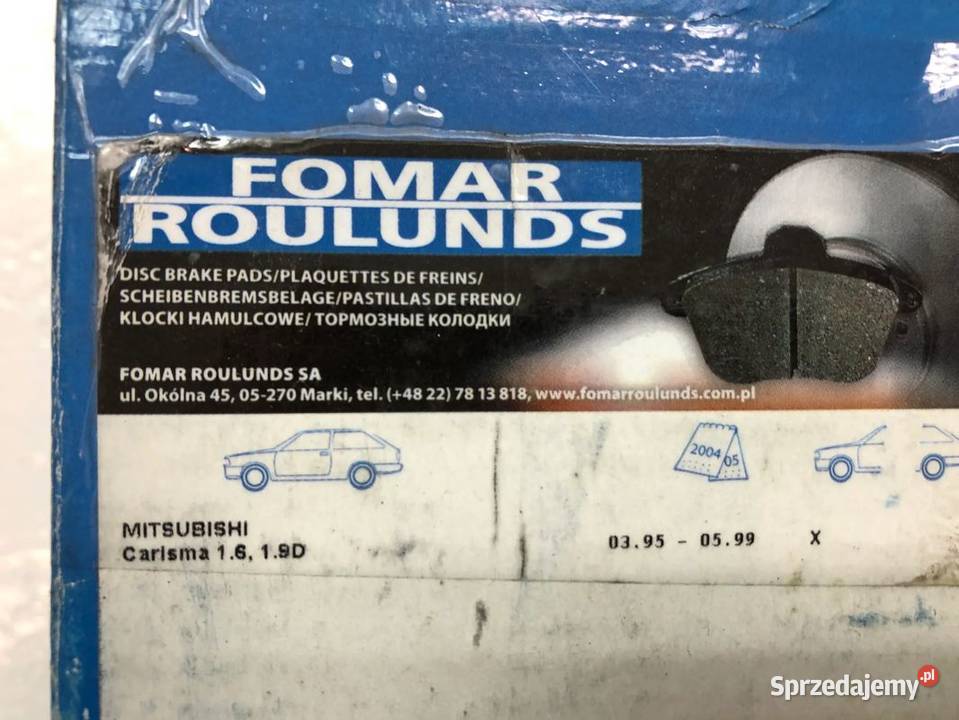 FOMAR
ROULUNDS
DISC BRAKE PADS/PLAQUETTES DE FREINS/
SCHEIBENBREMSBELAGE/PASTILLAS DE FRENO/
KLOCKI HAMULCOWE/ ТОРМОЗНЫЕ КОЛОДКИ
FOMAR ROULUNDS SA
ul. Okólna 45, 05-270 Marki, tel. (+48 22) 78 13 818, www.fomarroulunds.com.pl
2004 05
MITSUBISHI
Carisma 1.6, 1.9D
03.95 - 05.99 X
Sprzedajemy.pl